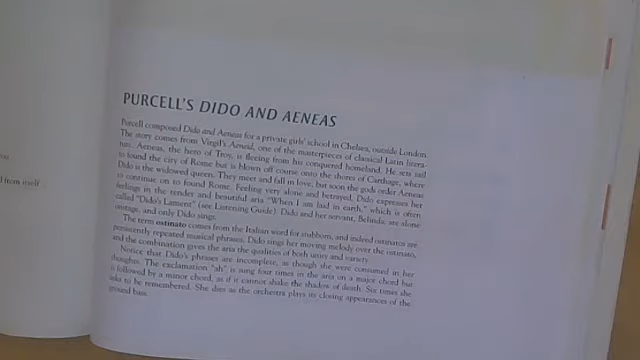 d from itself
PURCELL'S DIDO AND AENEAS
Purcell composed Dido and Aeneas for a private girls' school in Chelsea, outside London.
The story comes from Virgil's Aeneid, one of the masterpieces of classical Latin litera-
ture. Aeneas, the hero of Troy, is fleeing from his conquered homeland. He sets sail
to found the city of Rome but is blown off course onto the shores of Carthage, where
Dido is the widowed queen. They meet and fall in love, but soon the gods order Aeneas
to continue on to found Rome. Feeling very alone and betrayed, Dido expresses her
feelings in the tender and beautiful aria "When I am laid in earth," which is often
called "Dido's Lament" (see Listening Guide). Dido and her servant, Belinda, are alone
onstage, and only Dido sings.
The term ostinato comes from the Italian word for stubborn, and indeed ostinatos are
persistently repeated musical phrases. Dido sings her moving melody over the ostinato,
and the combination gives the aria the qualities of both unity and variety.
Notice that Dido's phrases are incomplete, as though she were consumed in her
thoughts. The exclamation "ah" is sung four times in the aria on a major chord but
is followed by a minor chord, as if it cannot shake the shadow of death. Six times she
asks to be remembered. She dies as the orchestra plays its closing appearances of the
ground bass.